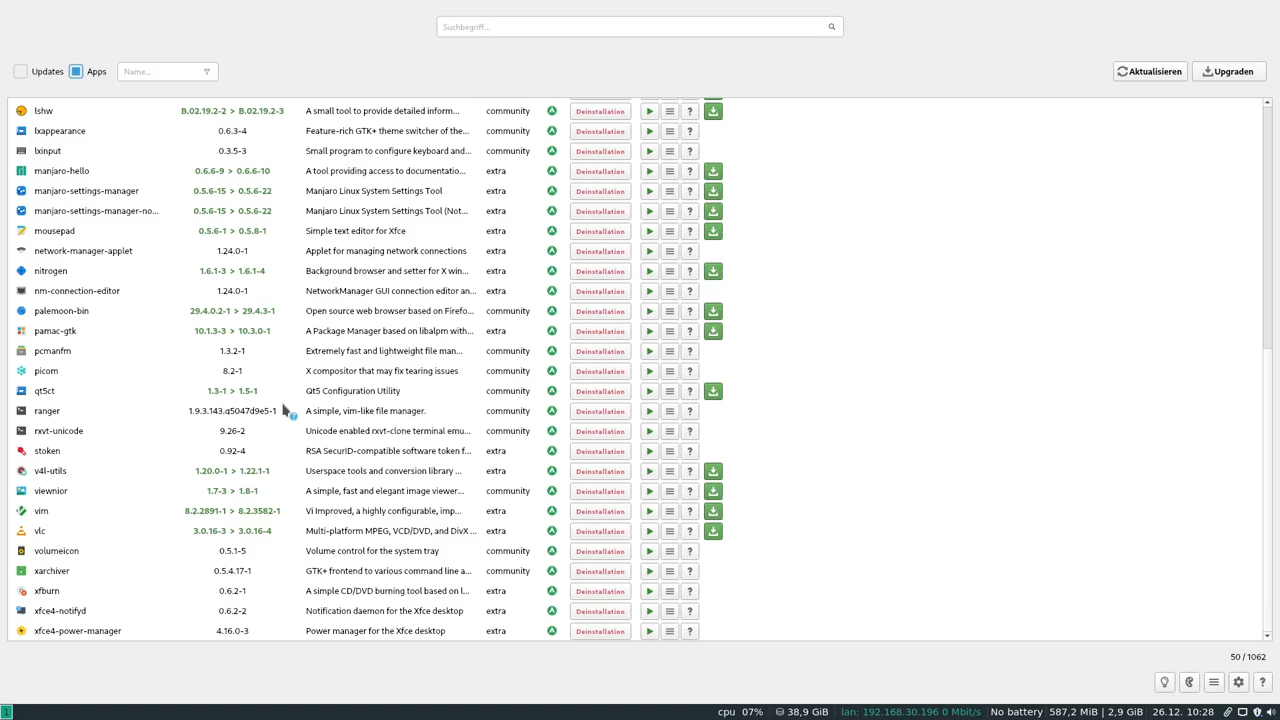 Suchbegriff...
Updates Apps Name... Aktualisieren Upgraden
lshw B.02.19.2-2 > B.02.19.2-3 A small tool to provide detailed inform... community Deinstallation ?
lxappearance 0.6.3-4 Feature-rich GTK+ theme switcher of the... community Deinstallation ?
lxinput 0.3.5-3 Small program to configure keyboard and... community Deinstallation ?
manjaro-hello 0.6.6-9 > 0.6.6-10 A tool providing access to documentatio... extra Deinstallation ?
manjaro-settings-manager 0.5.6-15 > 0.5.6-22 Manjaro Linux System Settings Tool extra Deinstallation ?
manjaro-settings-manager-no... 0.5.6-15 > 0.5.6-22 Manjaro Linux System Settings Tool (Not... extra Deinstallation ?
mousepad 0.5.6-1 > 0.5.8-1 Simple text editor for Xfce extra Deinstallation ?
network-manager-applet 1.24.0-1 Applet for managing network connections extra Deinstallation ?
nitrogen 1.6.1-3 > 1.6.1-4 Background browser and setter for X win... extra Deinstallation ?
nm-connection-editor 1.24.0-1 NetworkManager GUI connection editor an... extra Deinstallation ?
palemoon-bin 29.4.0.2-1 > 29.4.3-1 Open source web browser based on Firefo... community Deinstallation ?
pamac-gtk 10.1.3-3 > 10.3.0-1 A Package Manager based on libalpm with... extra Deinstallation ?
pcmanfm 1.3.2-1 Extremely fast and lightweight file man... community Deinstallation ?
picom 8.2-1 X compositor that may fix tearing issues community Deinstallation ?
qt5ct 1.3-1 > 1.5-1 Qt5 Configuration Utility community Deinstallation ?
ranger 1.9.3.143.g5047d9e5-1 A simple, vim-like file manager. community Deinstallation ?
rxvt-unicode 9.26-2 Unicode enabled rxvt-clone terminal emu... community Deinstallation ?
stoken 0.92-4 RSA SecurID-compatible software token f... extra Deinstallation ?
v4l-utils 1.20.0-1 > 1.22.1-1 Userspace tools and conversion library ... extra Deinstallation ?
viewnior 1.7-3 > 1.8-1 A simple, fast and elegant image viewer... community Deinstallation ?
vim 8.2.2891-1 > 8.2.3582-1 Vi Improved, a highly configurable, imp... extra Deinstallation ?
vlc 3.0.16-3 > 3.0.16-4 Multi-platform MPEG, VCD/DVD, and DivX ... extra Deinstallation ?
volumeicon 0.5.1-5 Volume control for the system tray community Deinstallation ?
xarchiver 0.5.4.17-1 GTK+ frontend to various command line a... community Deinstallation ?
xfburn 0.6.2-1 A simple CD/DVD burning tool based on l... extra Deinstallation ?
xfce4-notifyd 0.6.2-2 Notification daemon for the Xfce desktop extra Deinstallation ?
xfce4-power-manager 4.16.0-3 Power manager for the Xfce desktop extra Deinstallation ?
50 / 1062
?
1 cpu 07% 38,9 GiB lan: 192.168.30.196 0 Mbit/s No battery 587,2 MiB | 2,9 GiB 26.12. 10:28